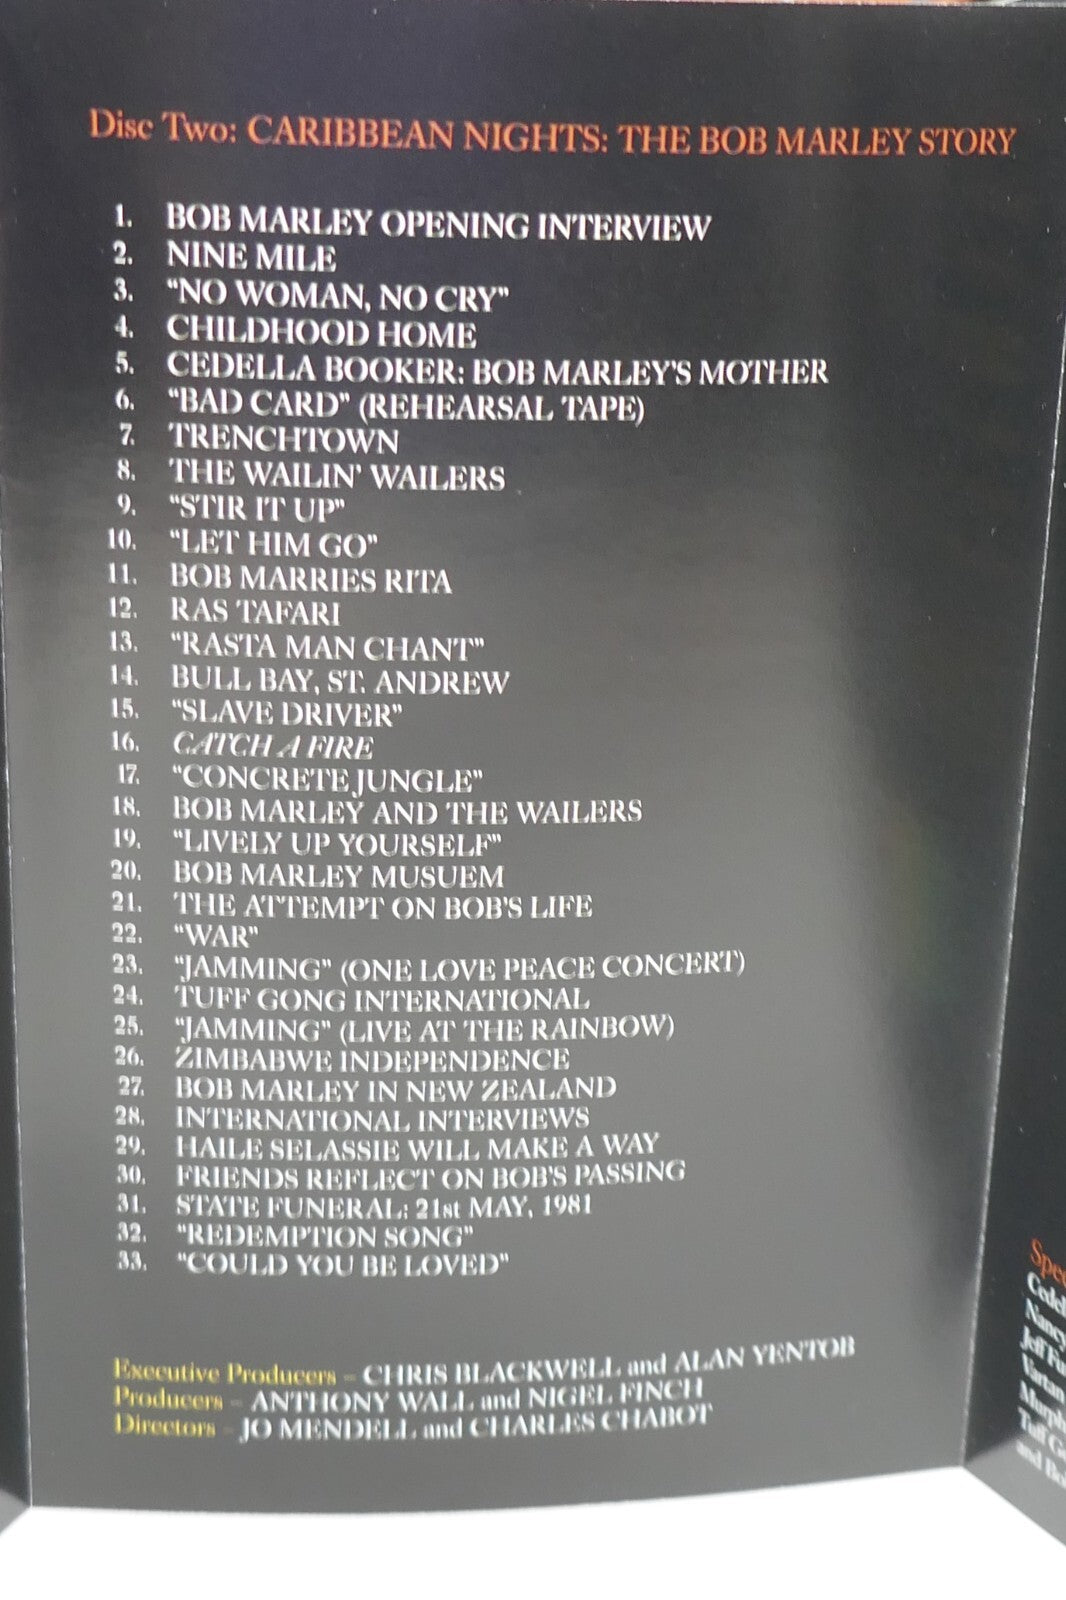 Disc Two: CARIBBEAN NIGHTS: THE BOB MARLEY STORY
1. BOB MARLEY OPENING INTERVIEW
2. NINE MILE
3. "NO WOMAN, NO CRY"
4. CHILDHOOD HOME
5. CEDELLA BOOKER: BOB MARLEY'S MOTHER
6. "BAD CARD" (REHEARSAL TAPE)
7. TRENCHTOWN
8. THE WAILIN' WAILERS
9. "STIR IT UP"
10. "LET HIM GO"
11. BOB MARRIES RITA
12. RAS TAFARI
13. "RASTA MAN CHANT"
14. BULL BAY, ST. ANDREW
15. "SLAVE DRIVER"
16. CATCH A FIRE
17. "CONCRETE JUNGLE"
18. BOB MARLEY AND THE WAILERS
19. "LIVELY UP YOURSELF"
20. BOB MARLEY MUSUEM
21. THE ATTEMPT ON BOB'S LIFE
22. "WAR"
23. "JAMMING" (ONE LOVE PEACE CONCERT)
24. TUFF GONG INTERNATIONAL
25. "JAMMING" (LIVE AT THE RAINBOW)
26. ZIMBABWE INDEPENDENCE
27. BOB MARLEY IN NEW ZEALAND
28. INTERNATIONAL INTERVIEWS
29. HAILE SELASSIE WILL MAKE A WAY
30. FRIENDS REFLECT ON BOB'S PASSING
31. STATE FUNERAL: 21st MAY, 1981
32. "REDEMPTION SONG"
33. "COULD YOU BE LOVED"
Executive Producers – CHRIS BLACKWELL and ALAN YENTOB
Producers – ANTHONY WALL and NIGEL FINCH
Directors – JO MENDELL and CHARLES CHABOT
Nancy
Vartan
and